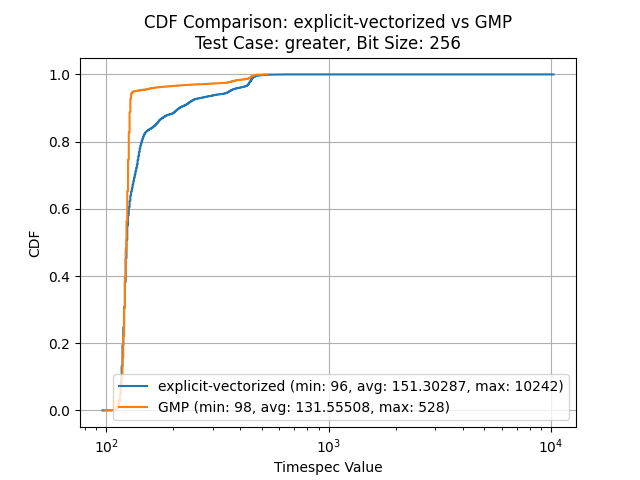 CDF Comparison: explicit-vectorized vs GMP
Test Case: greater, Bit Size: 256
1.0
0.8
0.6
0.4
0.2
0.0
CDF
explicit-vectorized (min: 96, avg: 151.30287, max: 10242)
GMP (min: 98, avg: 131.55508, max: 528)
10²
10³
10⁴
Timespec Value